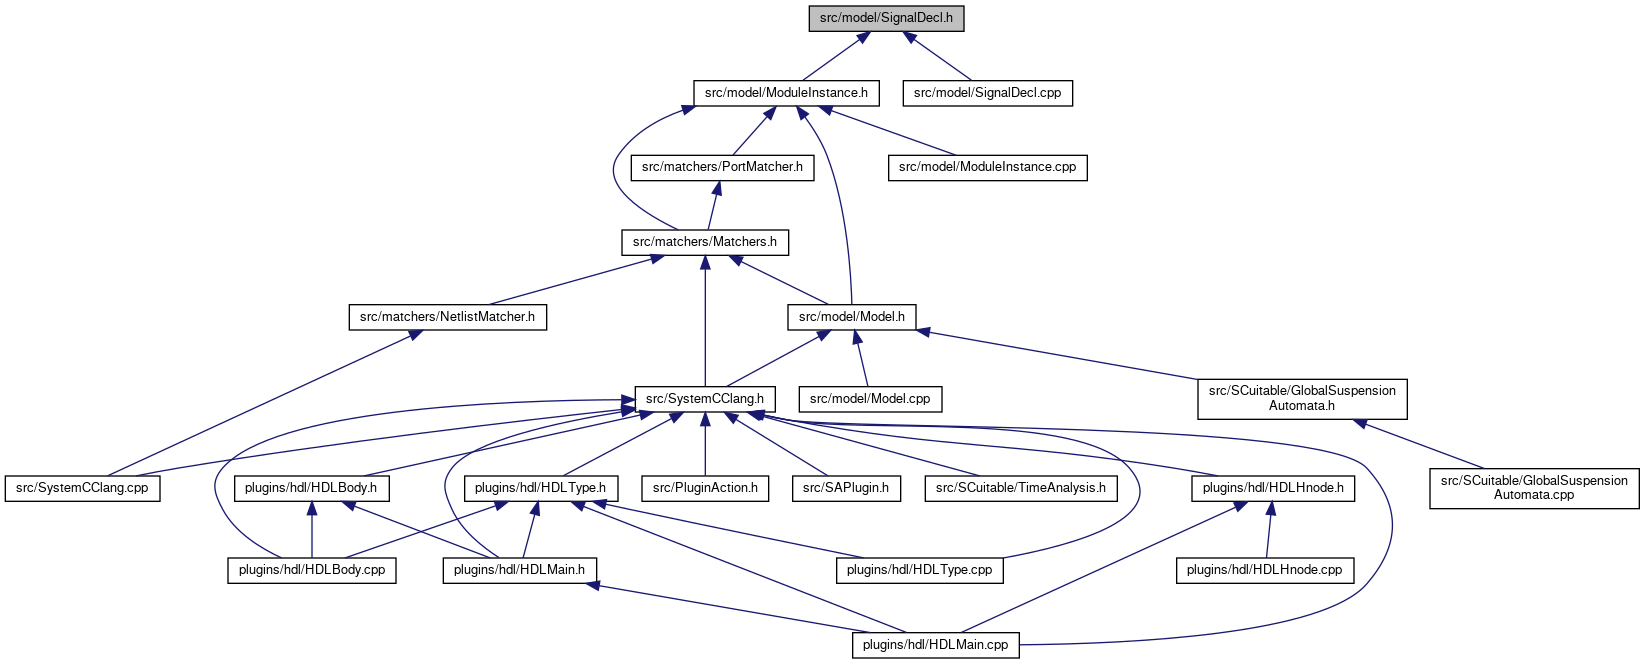 src/model/SignalDecl.h
src/model/ModuleInstance.h
src/model/SignalDecl.cpp
src/matchers/PortMatcher.h
src/model/ModuleInstance.cpp
src/matchers/Matchers.h
src/matchers/NetlistMatcher.h
src/model/Model.h
src/SystemCClang.h
src/model/Model.cpp
src/SCuitable/GlobalSuspension
Automata.h
src/SystemCClang.cpp
plugins/hdl/HDLBody.h
plugins/hdl/HDLType.h
src/PluginAction.h
src/SAPlugin.h
src/SCuitable/TimeAnalysis.h
plugins/hdl/HDLHnode.h
src/SCuitable/GlobalSuspension
Automata.cpp
plugins/hdl/HDLBody.cpp
plugins/hdl/HDLMain.h
plugins/hdl/HDLType.cpp
plugins/hdl/HDLHnode.cpp
plugins/hdl/HDLMain.cpp